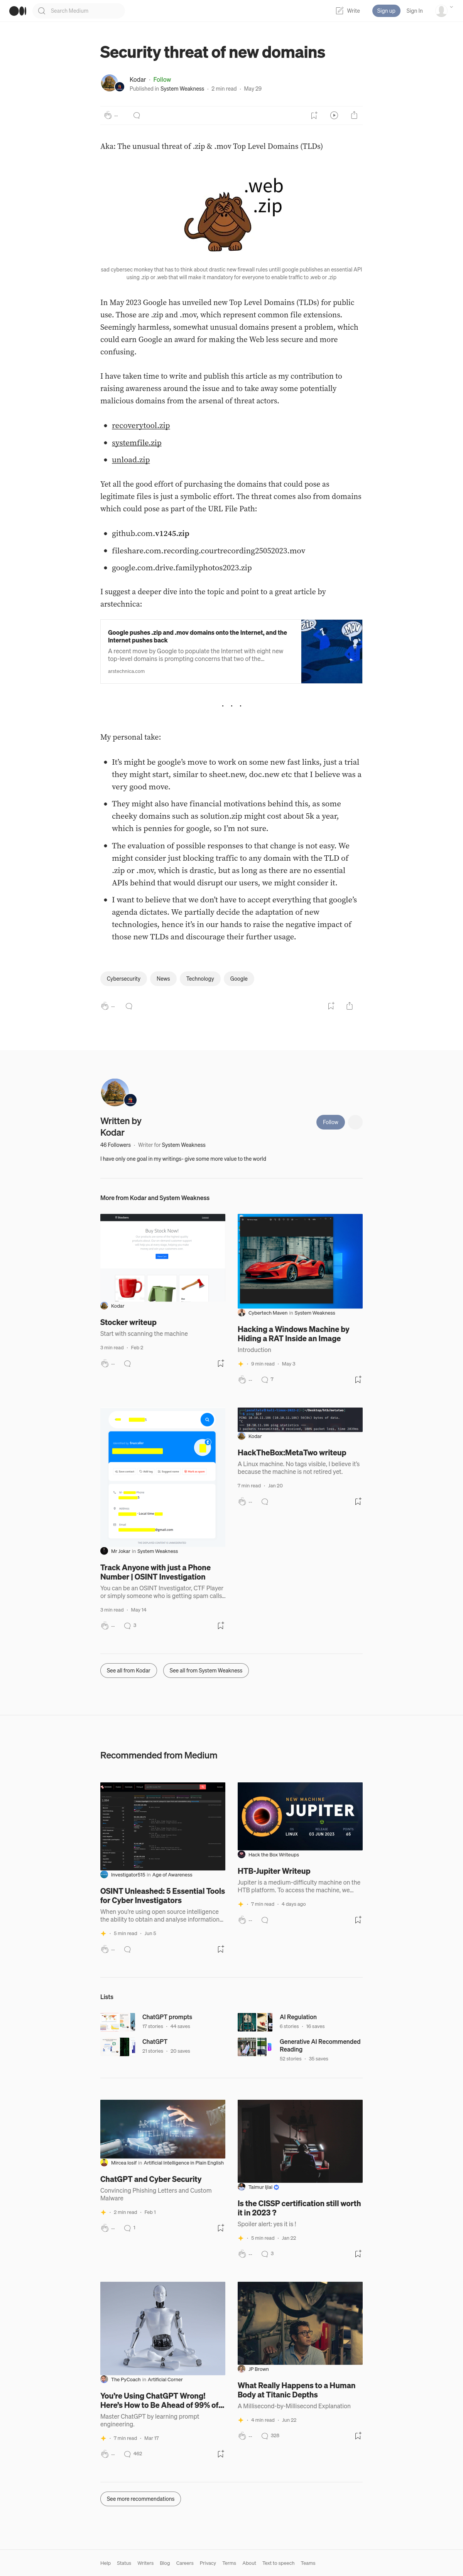 Search Medium
Write
Sign up
Sign In
Security threat of new domains
Kodar · Follow
Published in System Weakness · 2 min read · May 29
Aka: The unusual threat of .zip & .mov Top Level Domains (TLDs)
.web
.zip
sad cybersec monkey that has to think about drastic new firewall rules untill google publishes an essential API
using .zip or .web that will make it mandatory for everyone to enable traffic to .web or .zip
In May 2023 Google has unveiled new Top Level Domains (TLDs) for public
use. Those are .zip and .mov, which represent common file extensions.
Seemingly harmless, somewhat unusual domains present a problem, which
could earn Google an award for making the Web less secure and more
confusing.
I have taken time to write and publish this article as my contribution to
raising awareness around the issue and to take away some potentially
malicious domains from the arsenal of threat actors.
recoverytool.zip
systemfile.zip
unload.zip
Yet all the good effort of purchasing the domains that could pose as
legitimate files is just a symbolic effort. The threat comes also from domains
which could pose as part of the URL File Path:
github.com.v1245.zip
fileshare.com.recording.courtrecording25052023.mov
google.com.drive.familyphotos2023.zip
I suggest a deeper dive into the topic and point to a great article by
arstechnica:
Google pushes .zip and .mov domains onto the Internet, and the
Internet pushes back
A recent move by Google to populate the Internet with eight new
top-level domains is prompting concerns that two of the...
arstechnica.com
My personal take:
It's might be google's move to work on some new fast links, just a trial
they might start, similar to sheet.new, doc.new etc that I believe was a
very good move.
They might also have financial motivations behind this, as some
cheeky domains such as solution.zip might cost about 5k a year,
which is pennies for google, so I'm not sure.
The evaluation of possible responses to that change is not easy. We
might consider just blocking traffic to any domain with the TLD of
.zip or .mov, which is drastic, but as long as there are no essential
APIs behind that would disrupt our users, we might consider it.
I want to believe that we don't have to accept everything that google's
agenda dictates. We partially decide the adaptation of new
technologies, hence it's in our hands to raise the negative impact of
those new TLDs and discourage their further usage.
Cybersecurity
News
Technology
Google
Written by
Kodar
Follow
46 Followers · Writer for System Weakness
I have only one goal in my writings- give some more value to the world
More from Kodar and System Weakness
Buy Stock Now!
Kodar
Stocker writeup
Start with scanning the machine
3 min read · Feb 2
Cybertech Maven in System Weakness
Hacking a Windows Machine by
Hiding a RAT Inside an Image
Introduction
9 min read · May 3
7
Mr Jokar in System Weakness
Track Anyone with just a Phone
Number | OSINT Investigation
You can be an OSINT Investigator, CTF Player
or simply someone who is getting spam calls...
3 min read · May 14
3
Kodar
HackTheBox:MetaTwo writeup
A Linux machine. No tags visible, I believe it's
because the machine is not retired yet.
7 min read · Jan 20
See all from Kodar
See all from System Weakness
Recommended from Medium
Investigator515 in Age of Awareness
OSINT Unleashed: 5 Essential Tools
for Cyber Investigators
When you're using open source intelligence
the ability to obtain and analyse information...
5 min read · Jun 5
NEW MACHINE
JUPITER
LINUX
03 JUN 2023
Hack the Box Writeups
HTB-Jupiter Writeup
Jupiter is a medium-difficulty machine on the
HTB platform. To access the machine, we...
7 min read · 4 days ago
Lists
ChatGPT prompts
17 stories · 44 saves
AI Regulation
6 stories · 16 saves
ChatGPT
21 stories · 20 saves
Generative AI Recommended
Reading
52 stories · 35 saves
Mircea Iosif in Artificial Intelligence in Plain English
ChatGPT and Cyber Security
Convincing Phishing Letters and Custom
Malware
2 min read · Feb 1
1
Taimur Ijlal
Is the CISSP certification still worth
it in 2023 ?
Spoiler alert: yes it is !
5 min read · Jan 22
3
The PyCoach in Artificial Corner
You're Using ChatGPT Wrong!
Here's How to Be Ahead of 99% of...
Master ChatGPT by learning prompt
engineering.
7 min read · Mar 17
462
JP Brown
What Really Happens to a Human
Body at Titanic Depths
A Millisecond-by-Millisecond Explanation
4 min read · Jun 22
328
See more recommendations
Help
Status
Writers
Blog
Careers
Privacy
Terms
About
Text to speech
Teams